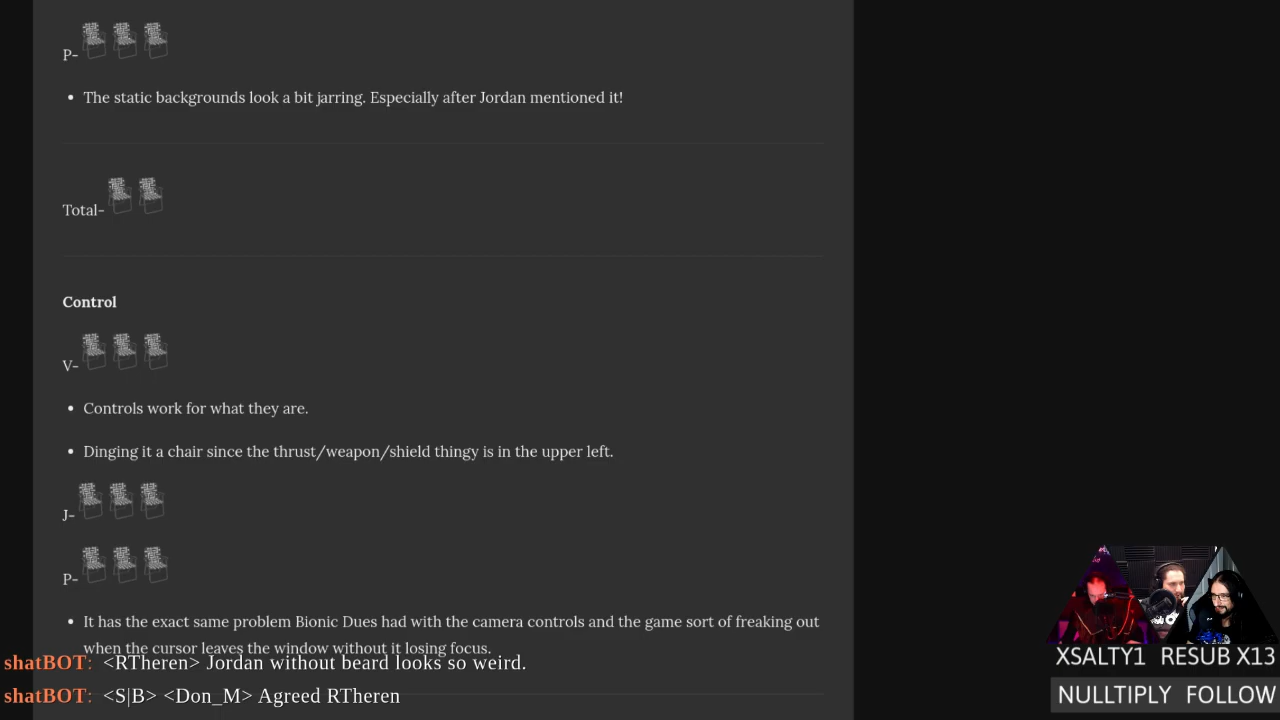 P-
• The static backgrounds look a bit jarring. Especially after Jordan mentioned it!
Total-
Control
V-
• Controls work for what they are.
• Dinging it a chair since the thrust/weapon/shield thingy is in the upper left.
J-
P-
• It has the exact same problem Bionic Dues had with the camera controls and the game sort of freaking out
when the cursor leaves the window without it losing focus.
shatBOT: <RTheren> Jordan without beard looks so weird.
shatBOT: <S|B> <Don_M> Agreed RTheren
XSALTY1 RESUB X13
NULLTIPLY FOLLOW